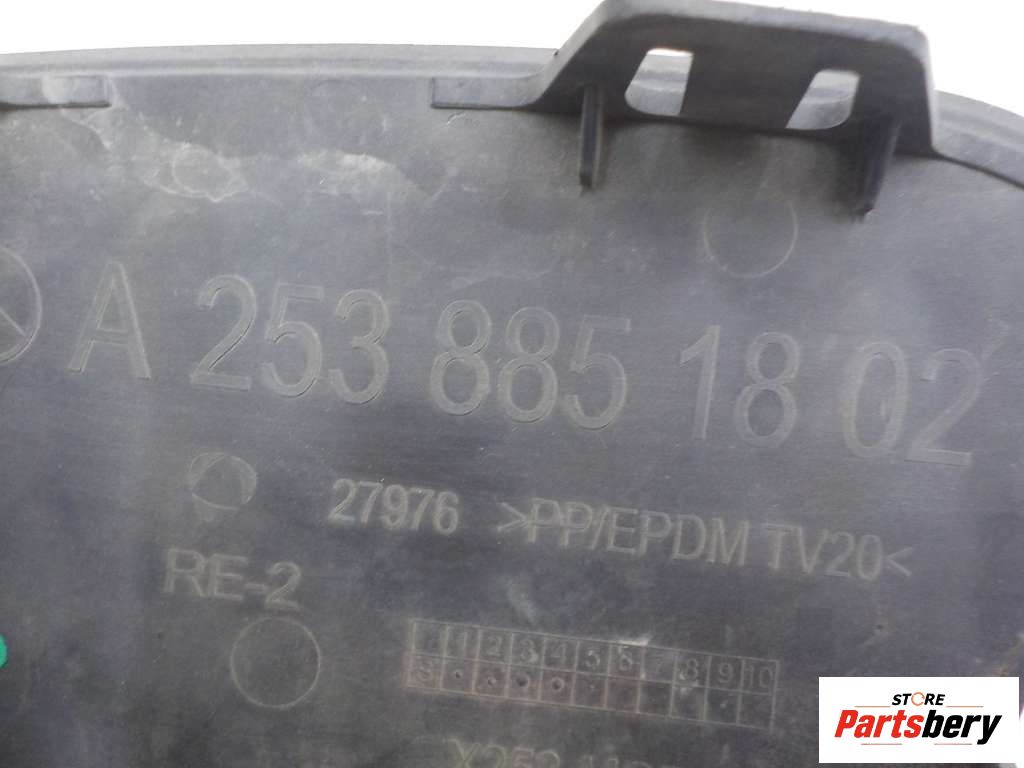 A 253 885 18 02
27976 >PP/EPDM TV20<
RE-2
1 2 3 4 5 6 7 8 9 10
STORE
Partsbery